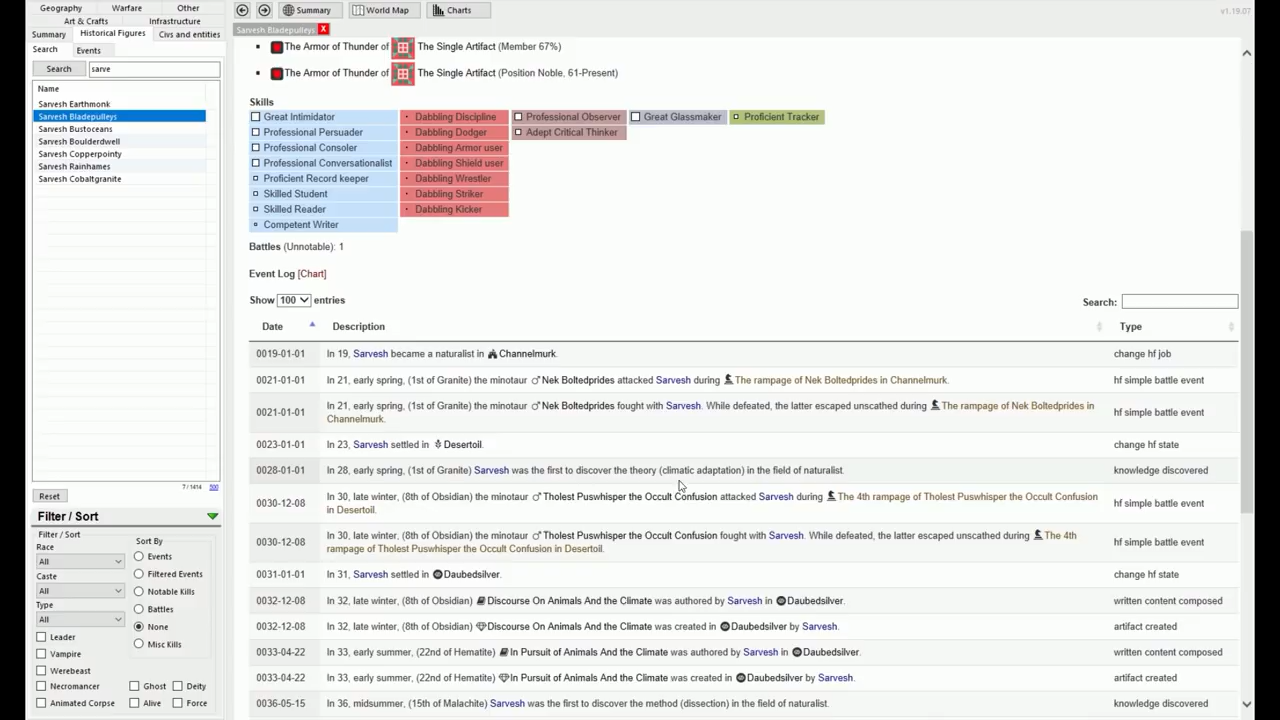 Geography Warfare Other
Art & Crafts Infrastructure
Summary Historical Figures Civs and entities
Search Events
Search sarve
Name
Sarvesh Earthmonk
Sarvesh Bladepulleys
Sarvesh Bustoceans
Sarvesh Boulderdwell
Sarvesh Copperpointy
Sarvesh Rainhames
Sarvesh Cobaltgranite
7 / 1414 500
Reset
Filter / Sort
Filter / Sort
Race
All
Caste
All
Type
All
Leader
Vampire
Werebeast
Necromancer
Animated Corpse
Sort By
Events
Filtered Events
Notable Kills
Battles
None
Misc Kills
Ghost Deity
Alive Force
Summary World Map Charts v1.19.07
Sarvesh Bladepulleys X
The Armor of Thunder of The Single Artifact (Member 67%)
The Armor of Thunder of The Single Artifact (Position Noble, 61-Present)
Skills
Great Intimidator Dabbling Discipline Professional Observer Great Glassmaker Proficient Tracker
Professional Persuader Dabbling Dodger Adept Critical Thinker
Professional Consoler Dabbling Armor user
Professional Conversationalist Dabbling Shield user
Proficient Record keeper Dabbling Wrestler
Skilled Student Dabbling Striker
Skilled Reader Dabbling Kicker
Competent Writer
Battles (Unnotable): 1
Event Log [Chart]
Show 100 entries Search:
Date Description Type
0019-01-01 In 19, Sarvesh became a naturalist in Channelmurk. change hf job
0021-01-01 In 21, early spring, (1st of Granite) the minotaur ♂Nek Boltedprides attacked Sarvesh during The rampage of Nek Boltedprides in Channelmurk. hf simple battle event
0021-01-01 In 21, early spring, (1st of Granite) the minotaur ♂Nek Boltedprides fought with Sarvesh. While defeated, the latter escaped unscathed during The rampage of Nek Boltedprides in hf simple battle event
Channelmurk.
0023-01-01 In 23, Sarvesh settled in Desertoil. change hf state
0028-01-01 In 28, early spring, (1st of Granite) Sarvesh was the first to discover the theory (climatic adaptation) in the field of naturalist. knowledge discovered
0030-12-08 In 30, late winter, (8th of Obsidian) the minotaur ♂Tholest Puswhisper the Occult Confusion attacked Sarvesh during The 4th rampage of Tholest Puswhisper the Occult Confusion hf simple battle event
in Desertoil.
0030-12-08 In 30, late winter, (8th of Obsidian) the minotaur ♂Tholest Puswhisper the Occult Confusion fought with Sarvesh. While defeated, the latter escaped unscathed during The 4th hf simple battle event
rampage of Tholest Puswhisper the Occult Confusion in Desertoil.
0031-01-01 In 31, Sarvesh settled in Daubedsilver. change hf state
0032-12-08 In 32, late winter, (8th of Obsidian) Discourse On Animals And the Climate was authored by Sarvesh in Daubedsilver. written content composed
0032-12-08 In 32, late winter, (8th of Obsidian) Discourse On Animals And the Climate was created in Daubedsilver by Sarvesh. artifact created
0033-04-22 In 33, early summer, (22nd of Hematite) In Pursuit of Animals And the Climate was authored by Sarvesh in Daubedsilver. written content composed
0033-04-22 In 33, early summer, (22nd of Hematite) In Pursuit of Animals And the Climate was created in Daubedsilver by Sarvesh. artifact created
0036-05-15 In 36, midsummer, (15th of Malachite) Sarvesh was the first to discover the method (dissection) in the field of naturalist. knowledge discovered